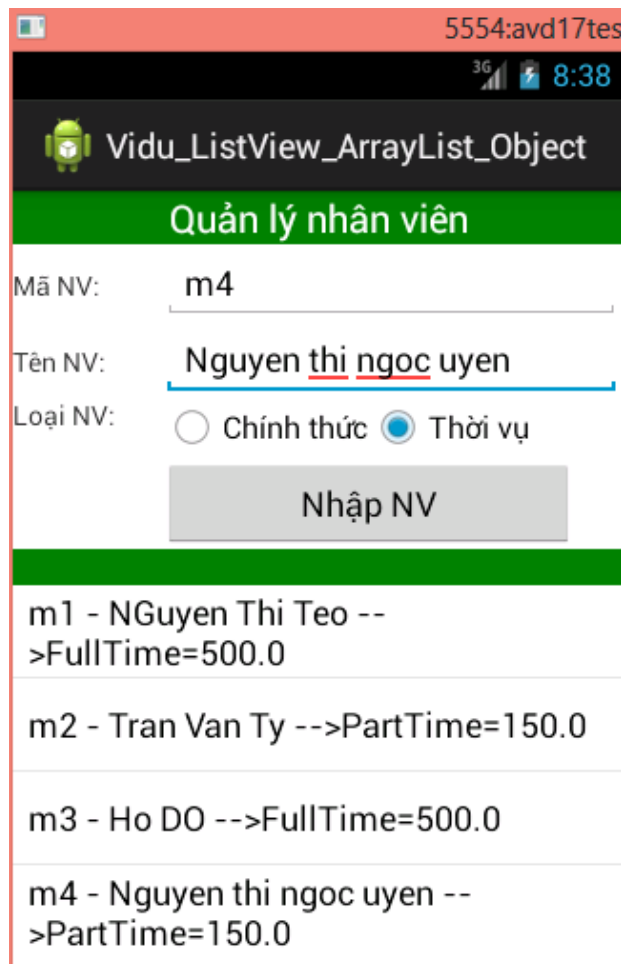 5554:avd17tes
3G 8:38
Vidu_ListView_ArrayList_Object
Quản lý nhân viên
Mã NV: m4
Tên NV: Nguyen thi ngoc uyen
Loại NV: Chính thức Thời vụ
Nhập NV
m1 - NGuyen Thi Teo --
>FullTime=500.0
m2 - Tran Van Ty -->PartTime=150.0
m3 - Ho DO -->FullTime=500.0
m4 - Nguyen thi ngoc uyen --
>PartTime=150.0